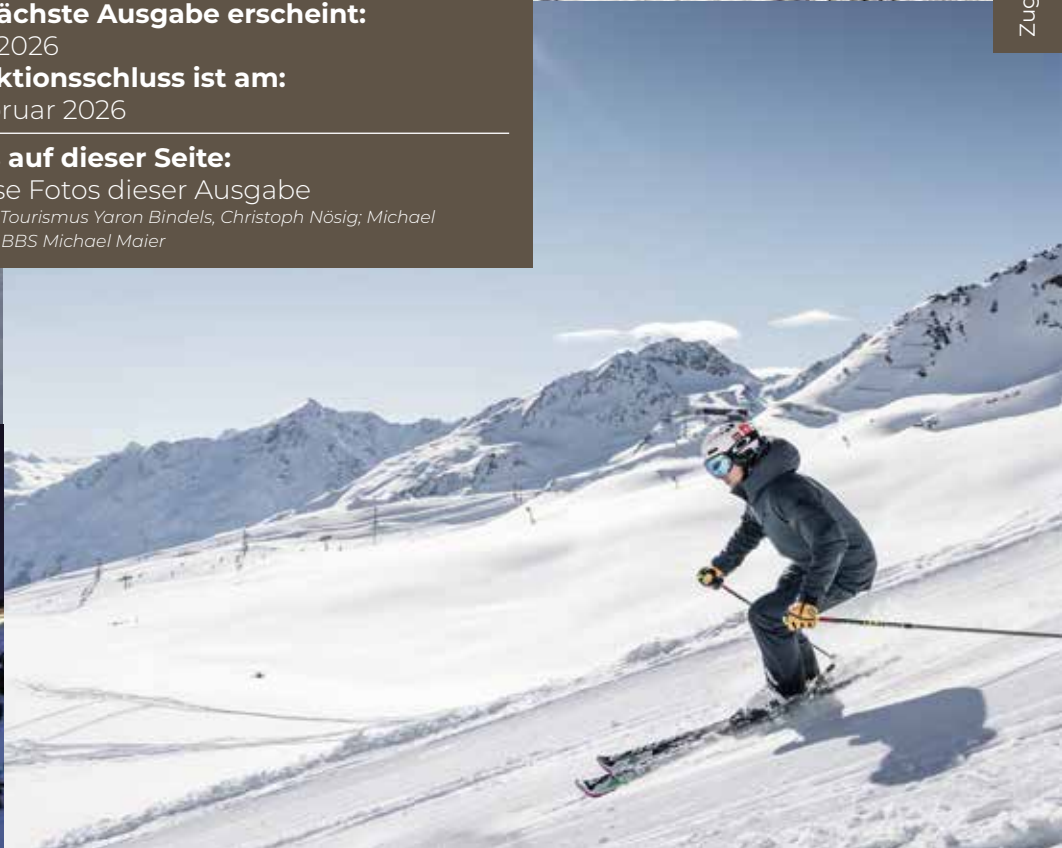 ächste Ausgabe erscheint:
2026
ktionsschluss ist am:
ruar 2026
auf dieser Seite:
se Fotos dieser Ausgabe
Tourismus Yaron Bindels, Christoph Nösig; Michael
BBS Michael Maier
Zug